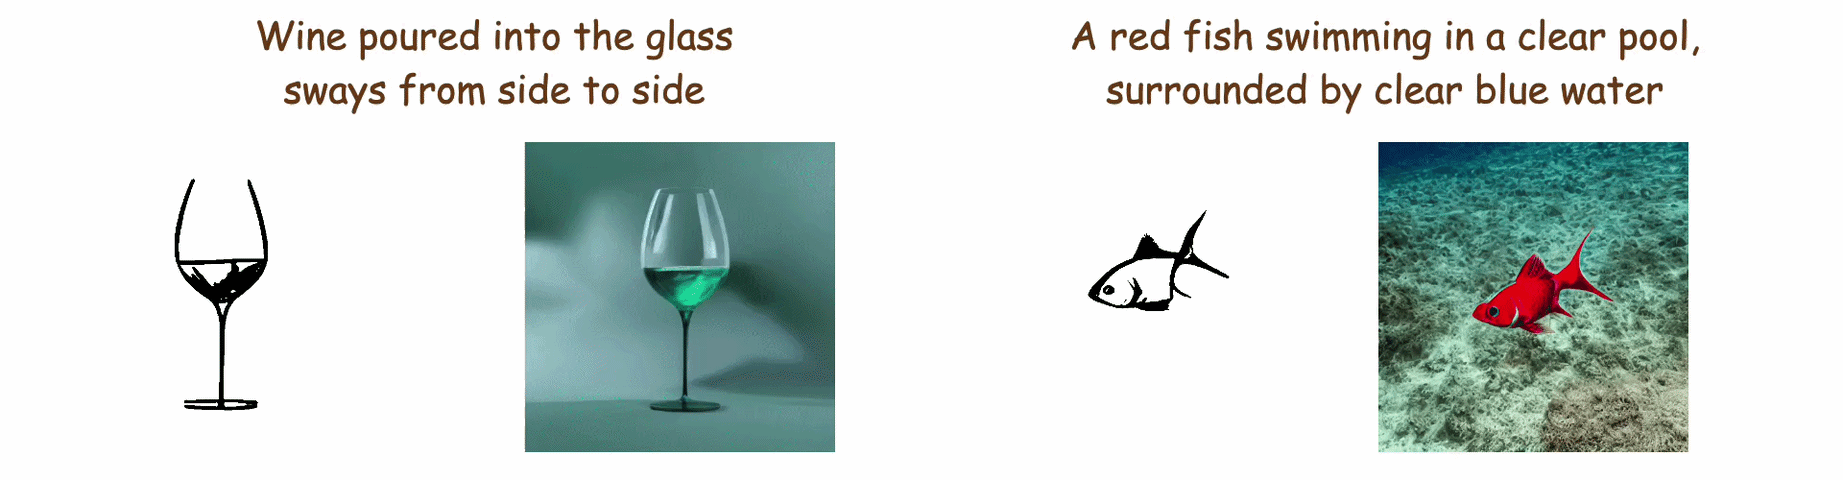 Wine poured into the glass
sways from side to side
A red fish swimming in a clear pool,
surrounded by clear blue water